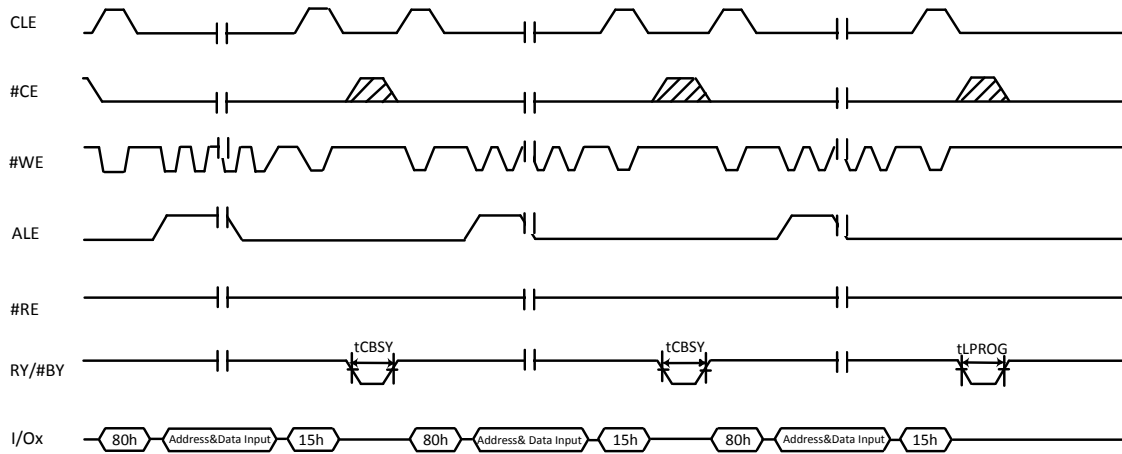 CLE
#CE
#WE
ALE
#RE
RY/#BY tCBSY tCBSY tLPROG
I/Ox 80h Address&Data Input 15h 80h Address& Data Input 15h 80h Address&Data Input 15h